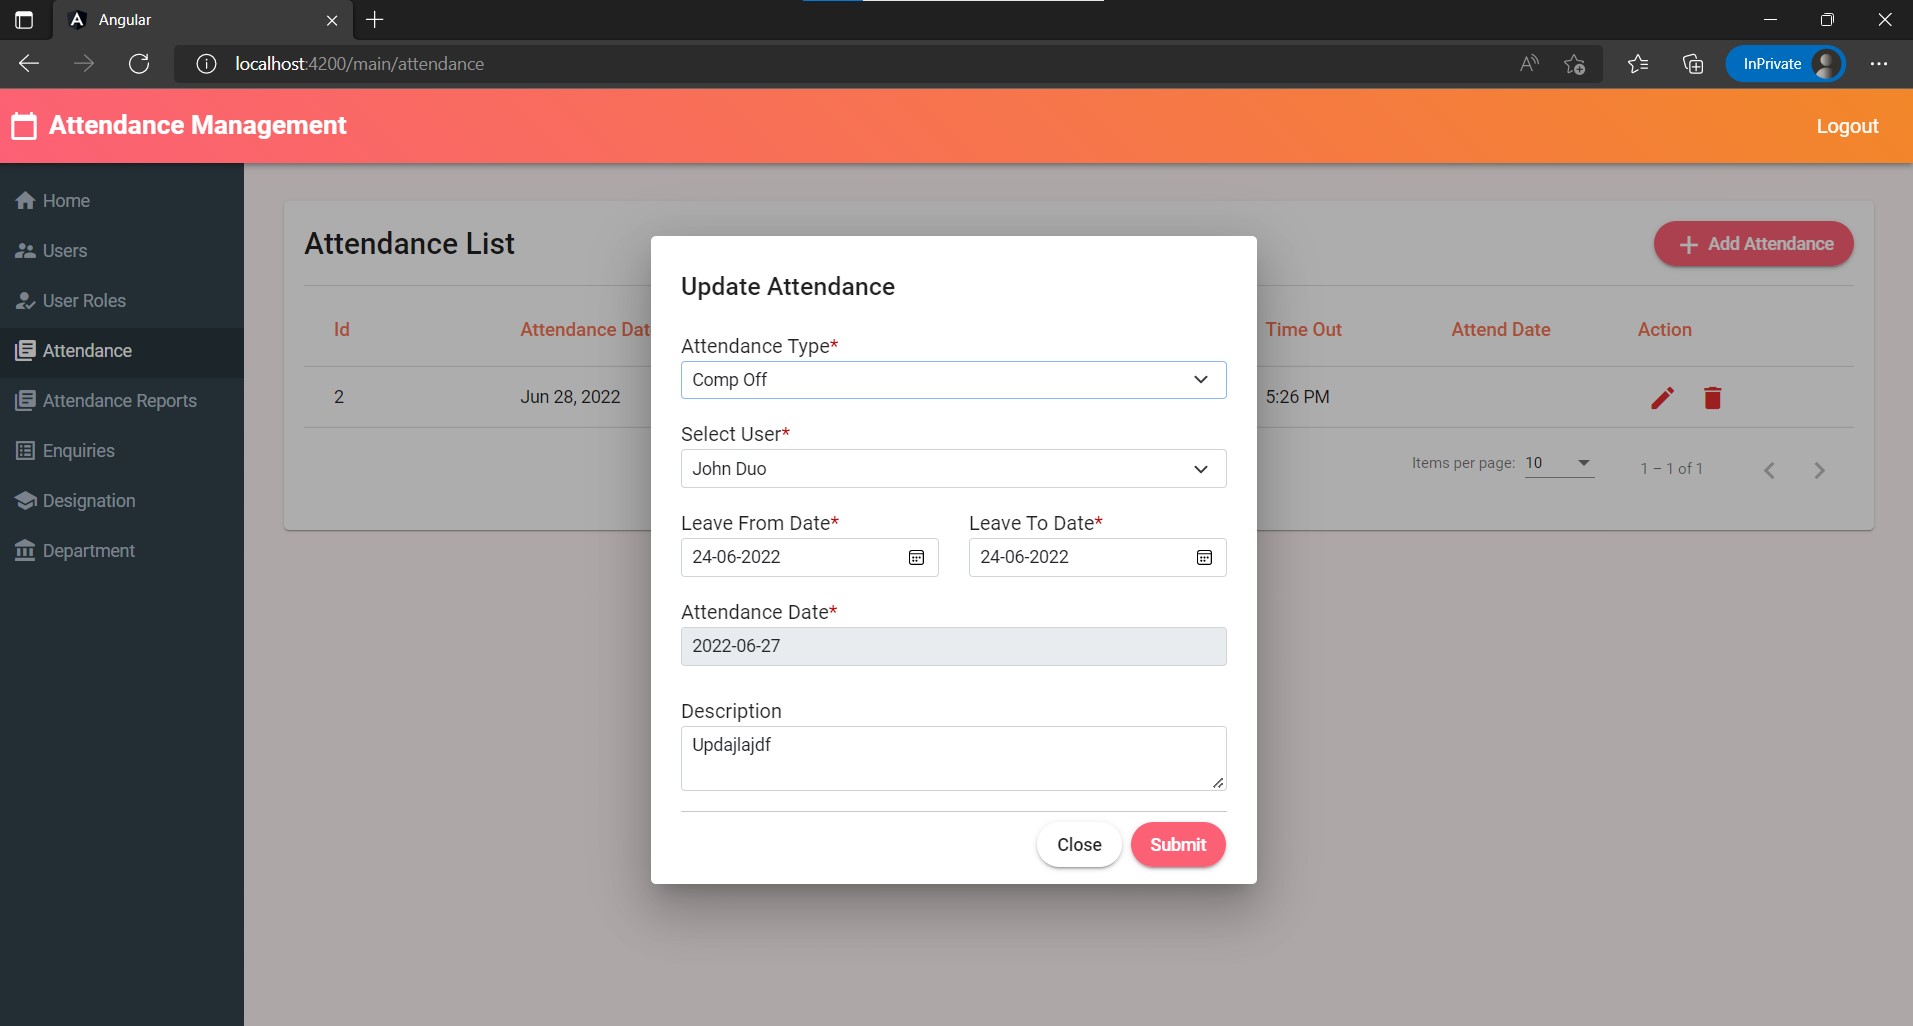 Angular
localhost:4200/main/attendance
InPrivate
Attendance Management
Logout
Home
Users
User Roles
Attendance
Attendance Reports
Enquiries
Designation
Department
Attendance List
Add Attendance
Id Attendance Dat Time Out Attend Date Action
2 Jun 28, 2022 5:26 PM
Items per page: 10 1 – 1 of 1
Update Attendance
Attendance Type*
Comp Off
Select User*
John Duo
Leave From Date* Leave To Date*
24-06-2022 24-06-2022
Attendance Date*
2022-06-27
Description
Updajlajdf
Close Submit